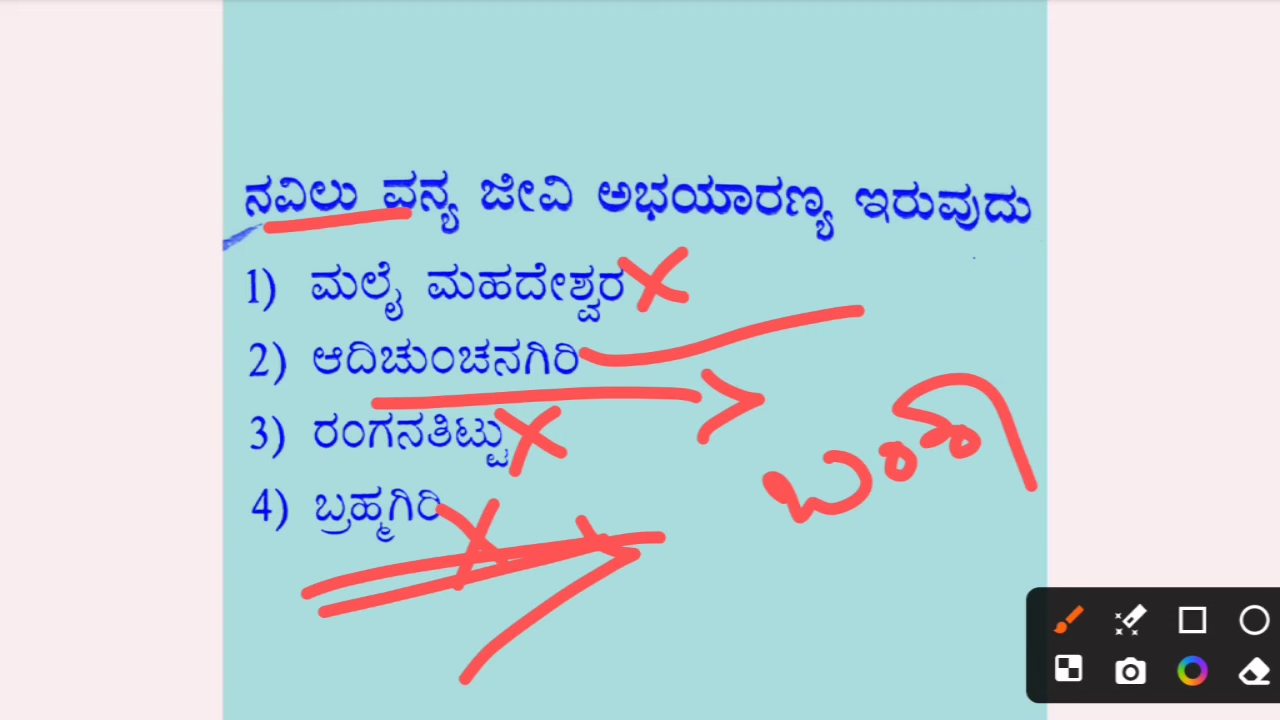 ನವಿಲು ವನ್ಯ ಜೀವಿ ಅಭಯಾರಣ್ಯ ಇರುವುದು
1) ಮಲೈ ಮಹದೇಶ್ವರ
2) ಆದಿಚುಂಚನಗಿರಿ
3) ರಂಗನತಿಟ್ಟು
4) ಬ್ರಹ್ಮಗಿರಿ